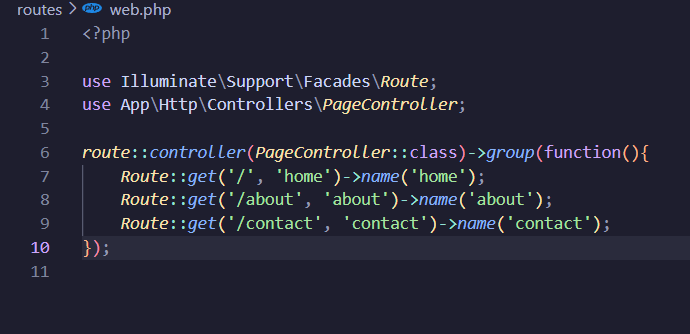 routes > php web.php
1 <?php
2
3 use Illuminate\Support\Facades\Route;
4 use App\Http\Controllers\PageController;
5
6 route::controller(PageController::class)->group(function(){
7     Route::get('/', 'home')->name('home');
8     Route::get('/about', 'about')->name('about');
9     Route::get('/contact', 'contact')->name('contact');
10 });
11